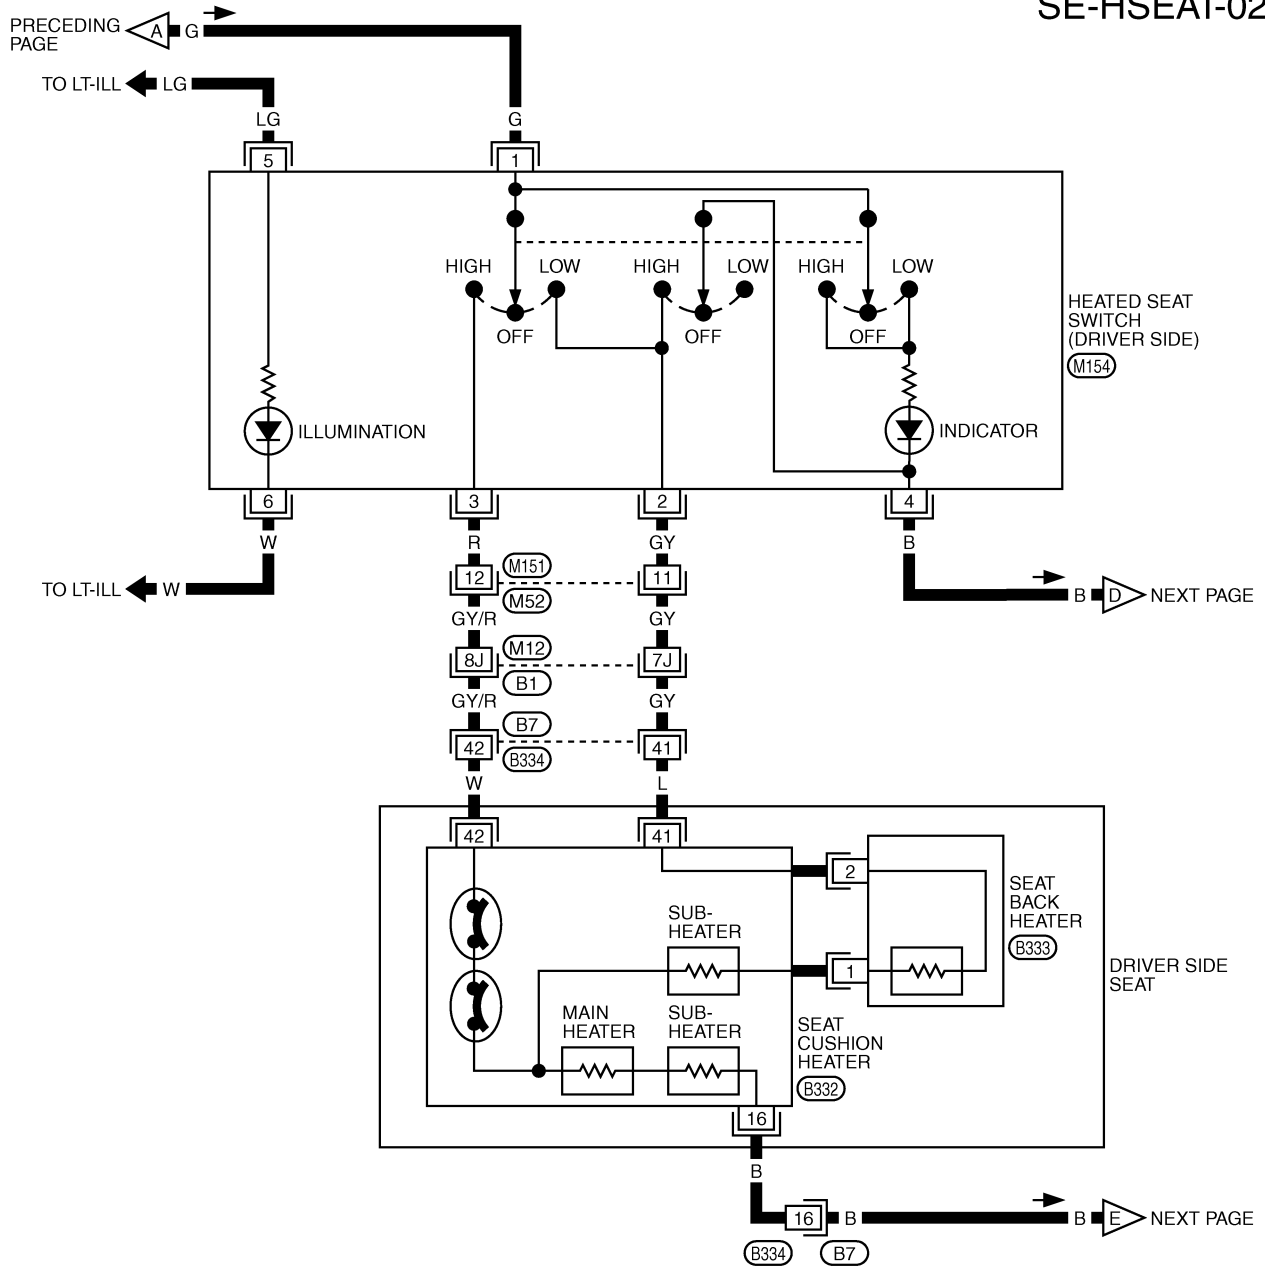 SE-HSEAT-02
PRECEDING
PAGE
A
G
TO LT-ILL
LG
LG
G
5
1
HIGH
LOW
HIGH
LOW
HIGH
LOW
OFF
OFF
OFF
HEATED SEAT
SWITCH
(DRIVER SIDE)
M154
ILLUMINATION
INDICATOR
6
3
2
4
W
R
GY
B
TO LT-ILL
W
12
M151
M52
11
B
D
NEXT PAGE
GY/R
GY
8J
M12
B1
7J
GY/R
GY
42
B7
B334
41
W
L
42
41
2
SEAT
BACK
HEATER
B333
SUB-
HEATER
1
DRIVER SIDE
SEAT
MAIN
HEATER
SUB-
HEATER
SEAT
CUSHION
HEATER
B332
16
B
16
B
B
E
NEXT PAGE
B334
B7